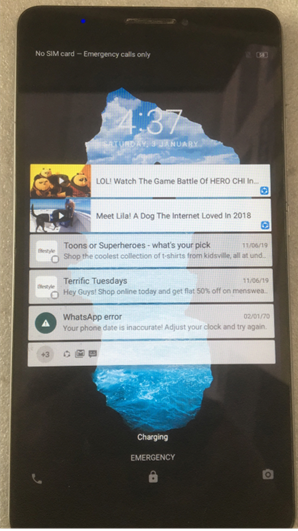 No SIM card — Emergency calls only
4:37
SATURDAY, 3 JANUARY
LOL! Watch The Game Battle Of HERO CHI In...
Meet Lila! A Dog The Internet Loved In 2018
lifestyle
Toons or Superheroes - what's your pick
11/06/19
Shop the coolest collection of t-shirts from kidsville, all at und...
lifestyle
Terrific Tuesdays
11/06/19
Hey Guys! Shop online today and get flat 50% off on menswea...
WhatsApp error
02/01/70
Your phone date is inaccurate! Adjust your clock and try again.
+3
Charging
EMERGENCY